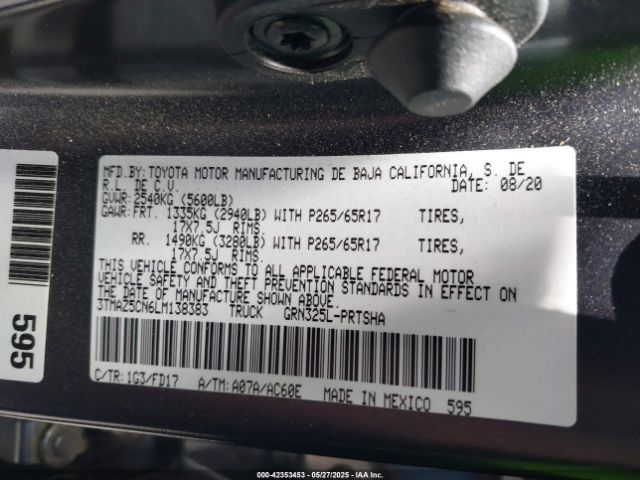 MFD.BY:TOYOTA MOTOR MANUFACTURING DE BAJA CALIFORNIA, S. DE
R.L. DE C.V. DATE: 08/20
GVWR:2540KG (5600LB)
GAWR:FRT. 1335KG (2940LB) WITH P265/65R17 TIRES,
17X7.5J RIMS.
RR. 1490KG (3280LB) WITH P265/65R17 TIRES,
17X7.5J RIMS.
THIS VEHICLE CONFORMS TO ALL APPLICABLE FEDERAL MOTOR
VEHICLE SAFETY AND THEFT PREVENTION STANDARDS IN EFFECT ON
THE DATE OF MANUFACTURE SHOWN ABOVE.
3TMAZ5CN6LM138383 TRUCK GRN325L-PRTSHA
C/TR:1G3/FD17 A/TM:A07A/AC60E MADE IN MEXICO 595
595
000-42353453 - 05/27/2025 - IAAI.com